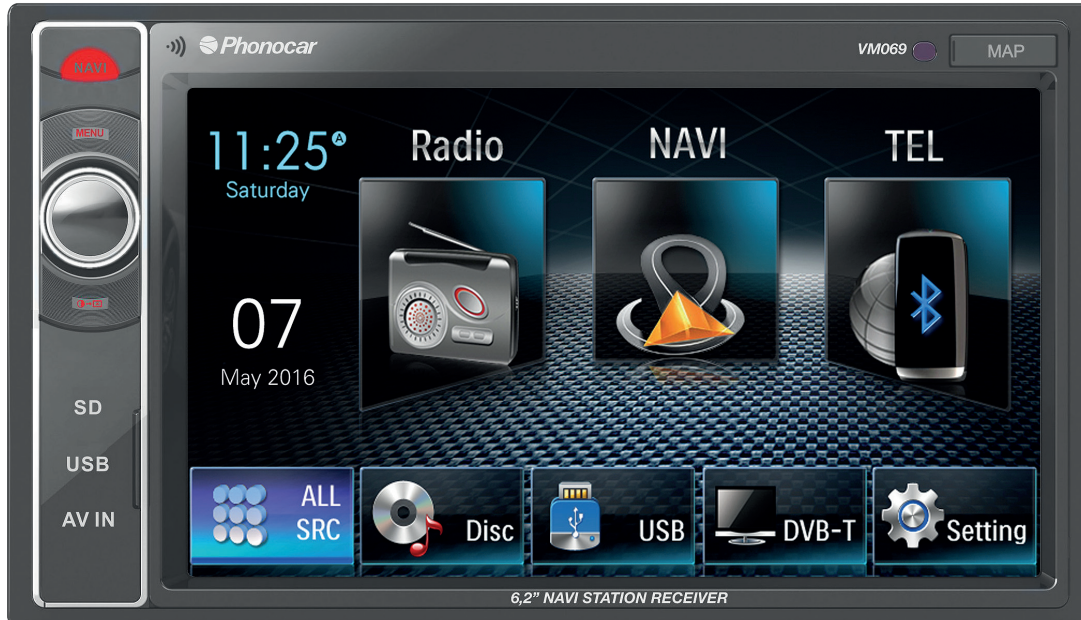 NAVI
MENU
SD
USB
AV IN
Phonocar
VM069
MAP
11:25 A
Saturday
07
May 2016
Radio
NAVI
TEL
ALL
SRC
Disc
USB
DVB-T
Setting
6,2” NAVI STATION RECEIVER